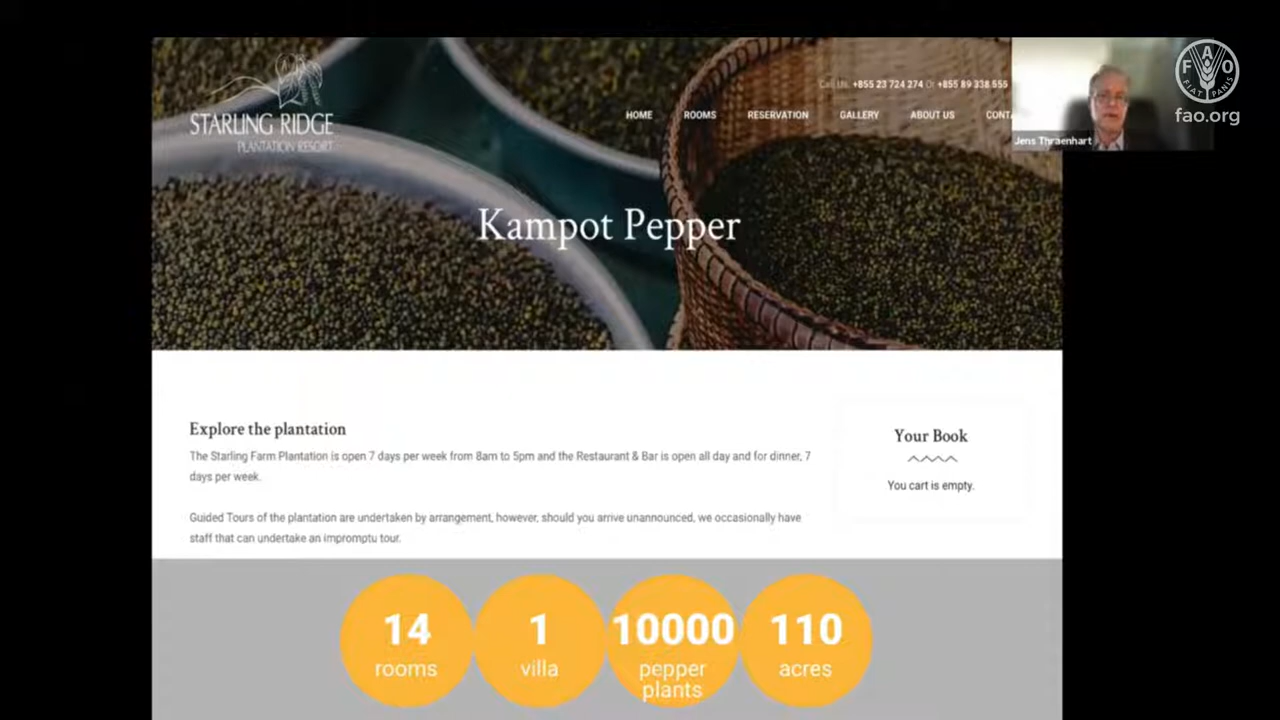 STARLING RIDGE
PLANTATION RESORT
Call Us. +855 23 724 274 Or +855 89 338 555
HOME ROOMS RESERVATION GALLERY ABOUT US CONT
Jens Thraenhart
F A O
FIAT PANIS
fao.org
Kampot Pepper
Explore the plantation
The Starling Farm Plantation is open 7 days per week from 8am to 5pm and the Restaurant & Bar is open all day and for dinner, 7
days per week.
Guided Tours of the plantation are undertaken by arrangement, however, should you arrive unannounced, we occasionally have
staff that can undertake an impromptu tour.
Your Book
You cart is empty.
14
rooms
1
villa
10000
pepper
plants
110
acres